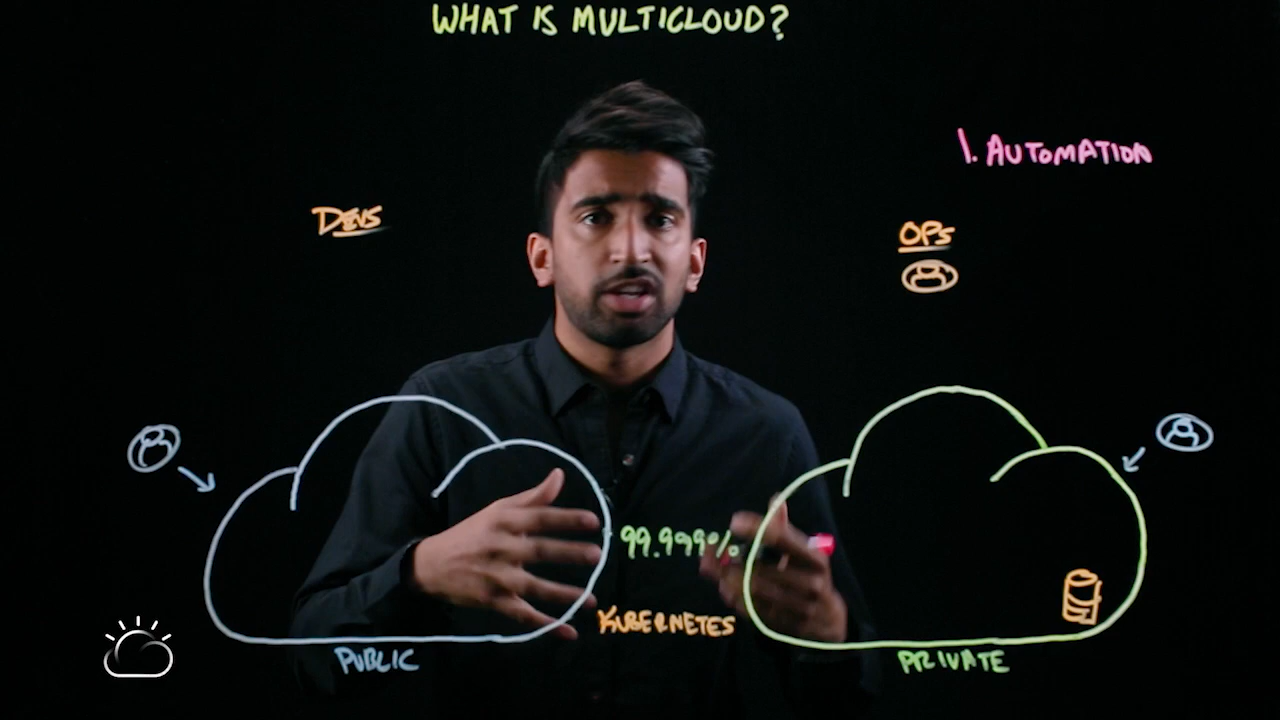 WHAT IS MULTICLOUD?
1. AUTOMATION
DEVS
OPS
99.999%
KUBERNETES
PUBLIC
PRIVATE